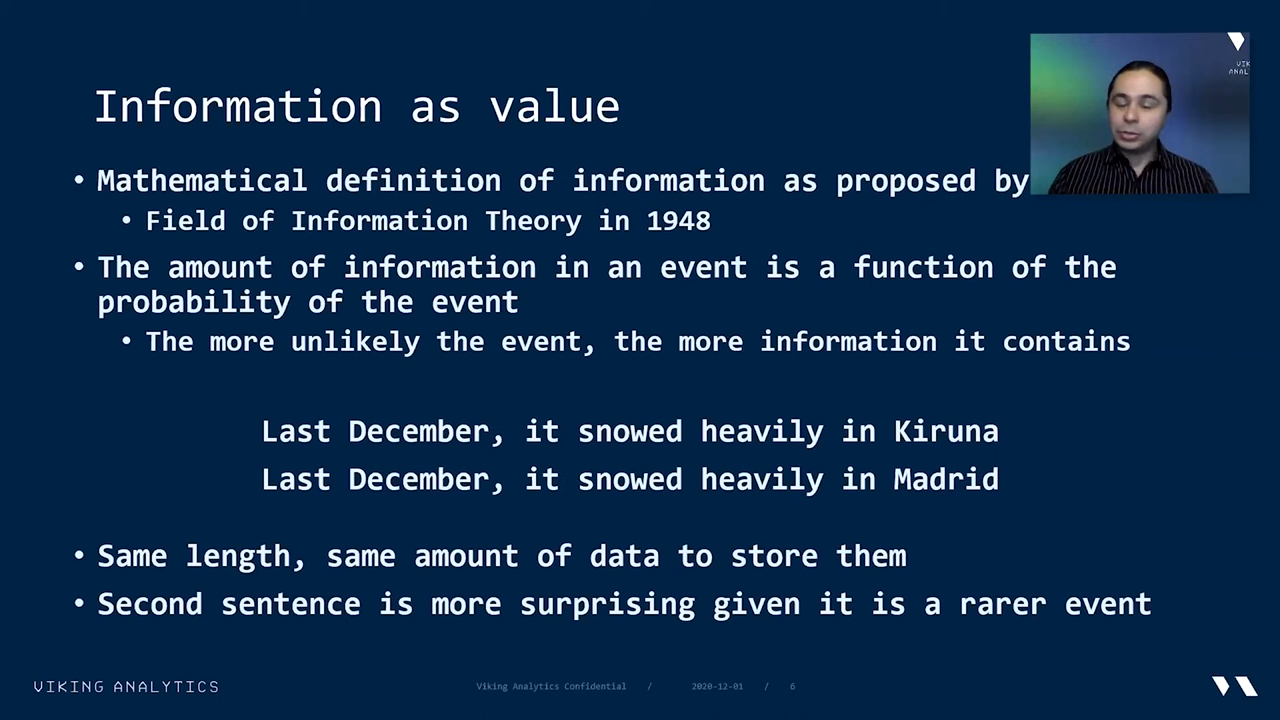 Information as value
• Mathematical definition of information as proposed by
• Field of Information Theory in 1948
• The amount of information in an event is a function of the
probability of the event
• The more unlikely the event, the more information it contains
Last December, it snowed heavily in Kiruna
Last December, it snowed heavily in Madrid
• Same length, same amount of data to store them
• Second sentence is more surprising given it is a rarer event
VIKING ANALYTICS
Viking Analytics Confidential / 2020-12-01 / 6
VIK
ANAL